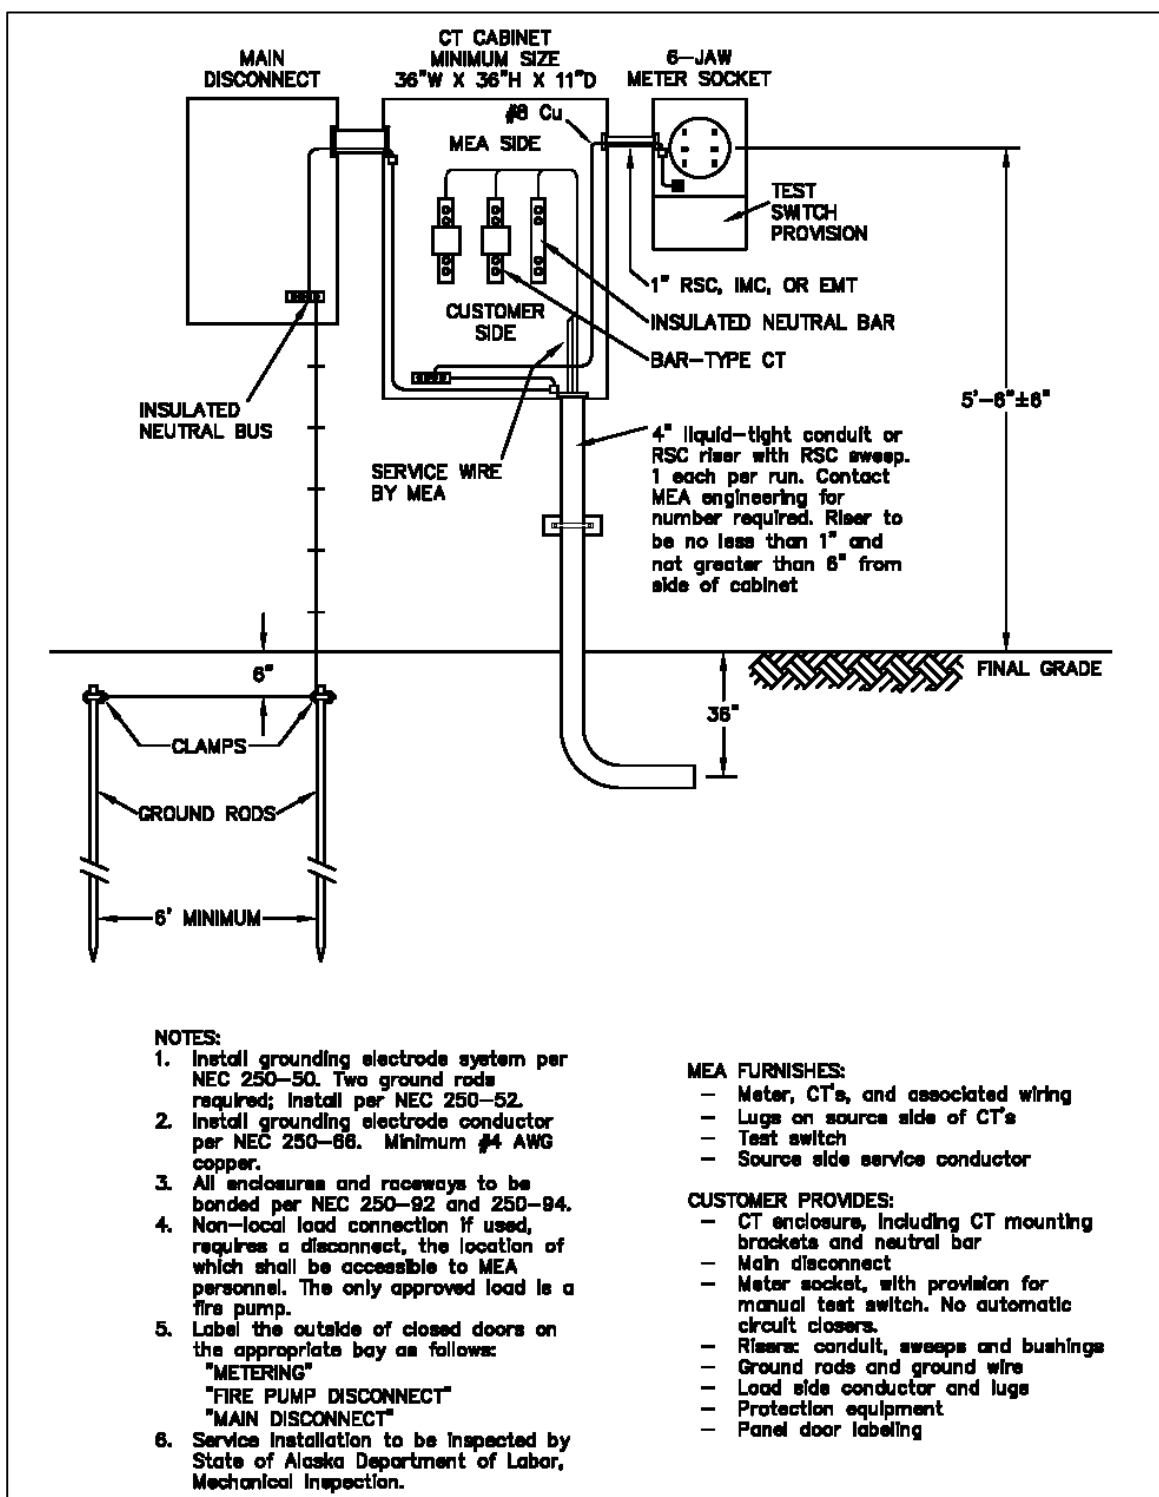 MAIN
DISCONNECT
CT CABINET
MINIMUM SIZE
36"W X 36"H X 11"D
6-JAW
METER SOCKET
#8 Cu
MEA SIDE
TEST
SWITCH
PROVISION
1" RSC, IMC, OR EMT
CUSTOMER
SIDE
INSULATED NEUTRAL BAR
BAR-TYPE CT
INSULATED
NEUTRAL BUS
5'-6"±6"
SERVICE WIRE
BY MEA
4" liquid-tight conduit or
RSC riser with RSC sweep.
1 each per run. Contact
MEA engineering for
number required. Riser to
be no less than 1" and
not greater than 6" from
side of cabinet
6"
FINAL GRADE
36"
CLAMPS
GROUND RODS
6' MINIMUM
NOTES:
1. Install grounding electrode system per
NEC 250-50. Two ground rods
required; Install per NEC 250-52.
2. Install grounding electrode conductor
per NEC 250-66. Minimum #4 AWG
copper.
3. All enclosures and raceways to be
bonded per NEC 250-92 and 250-94.
4. Non-local load connection if used,
requires a disconnect, the location of
which shall be accessible to MEA
personnel. The only approved load is a
fire pump.
5. Label the outside of closed doors on
the appropriate bay as follows:
"METERING"
"FIRE PUMP DISCONNECT"
"MAIN DISCONNECT"
6. Service Installation to be inspected by
State of Alaska Department of Labor,
Mechanical Inspection.
MEA FURNISHES:
- Meter, CT's, and associated wiring
- Lugs on source side of CT's
- Test switch
- Source side service conductor
CUSTOMER PROVIDES:
- CT enclosure, including CT mounting
brackets and neutral bar
- Main disconnect
- Meter socket, with provision for
manual test switch. No automatic
circuit closers.
- Risers: conduit, sweeps and bushings
- Ground rods and ground wire
- Load side conductor and lugs
- Protection equipment
- Panel door labeling